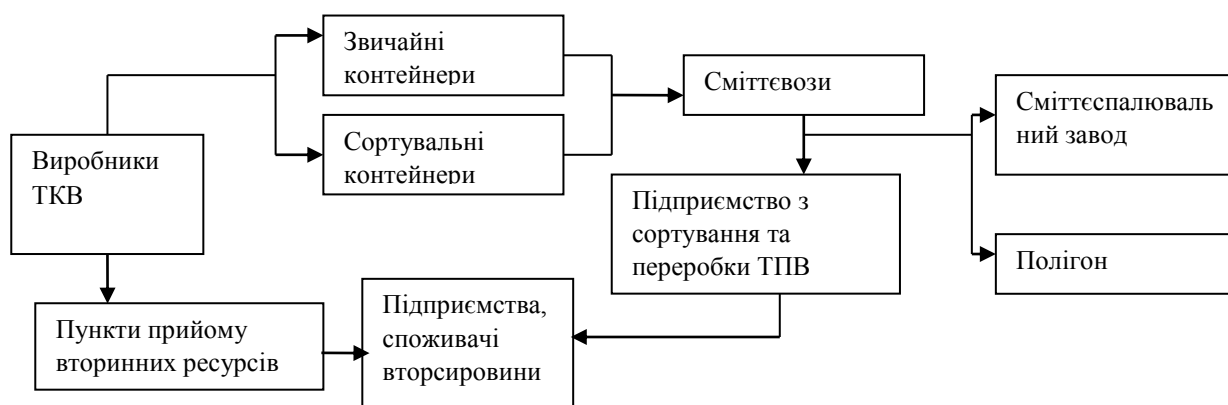 Звичайні
контейнери
Сміттєвози
Сміттєспалюваль
ний завод
Виробники
ТКВ
Сортувальні
контейнери
Підприємство з
сортування та
переробки ТПВ
Полігон
Пункти прийому
вторинних ресурсів
Підприємства,
споживачі
вторсировини